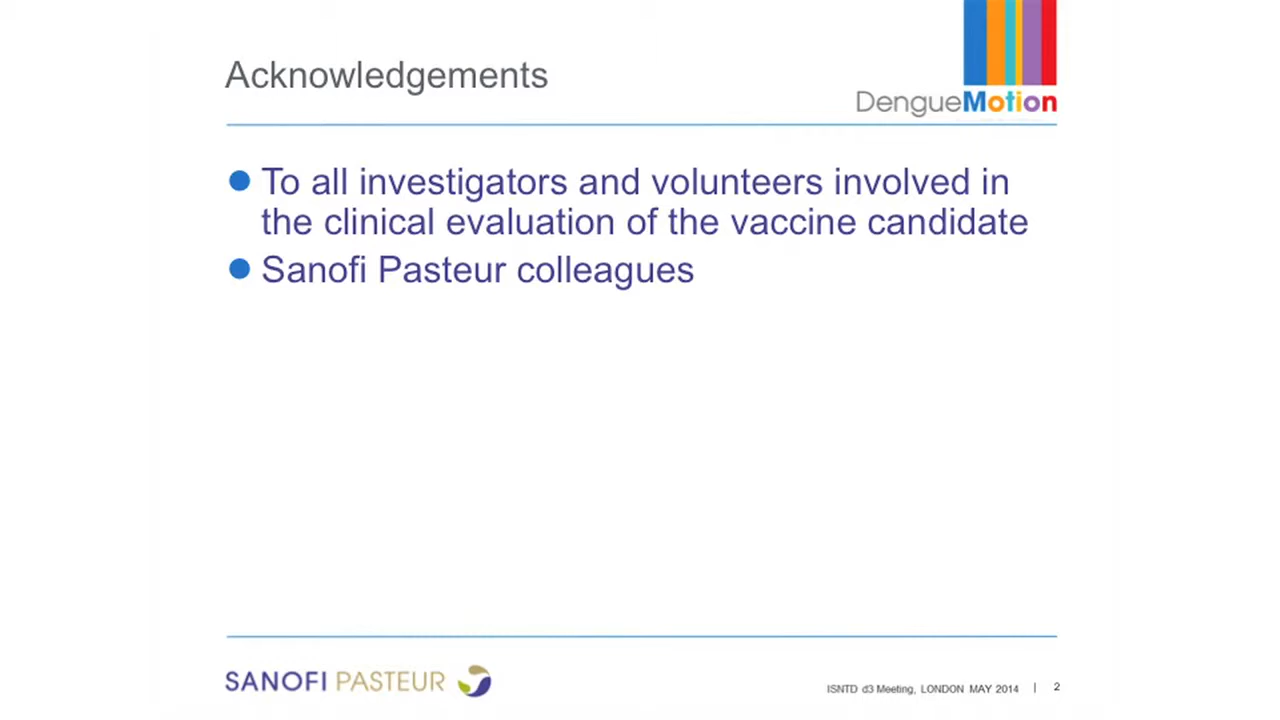 Acknowledgements
DengueMotion
To all investigators and volunteers involved in
the clinical evaluation of the vaccine candidate
Sanofi Pasteur colleagues
SANOFI PASTEUR
ISNTD d3 Meeting, LONDON MAY 2014 | 2